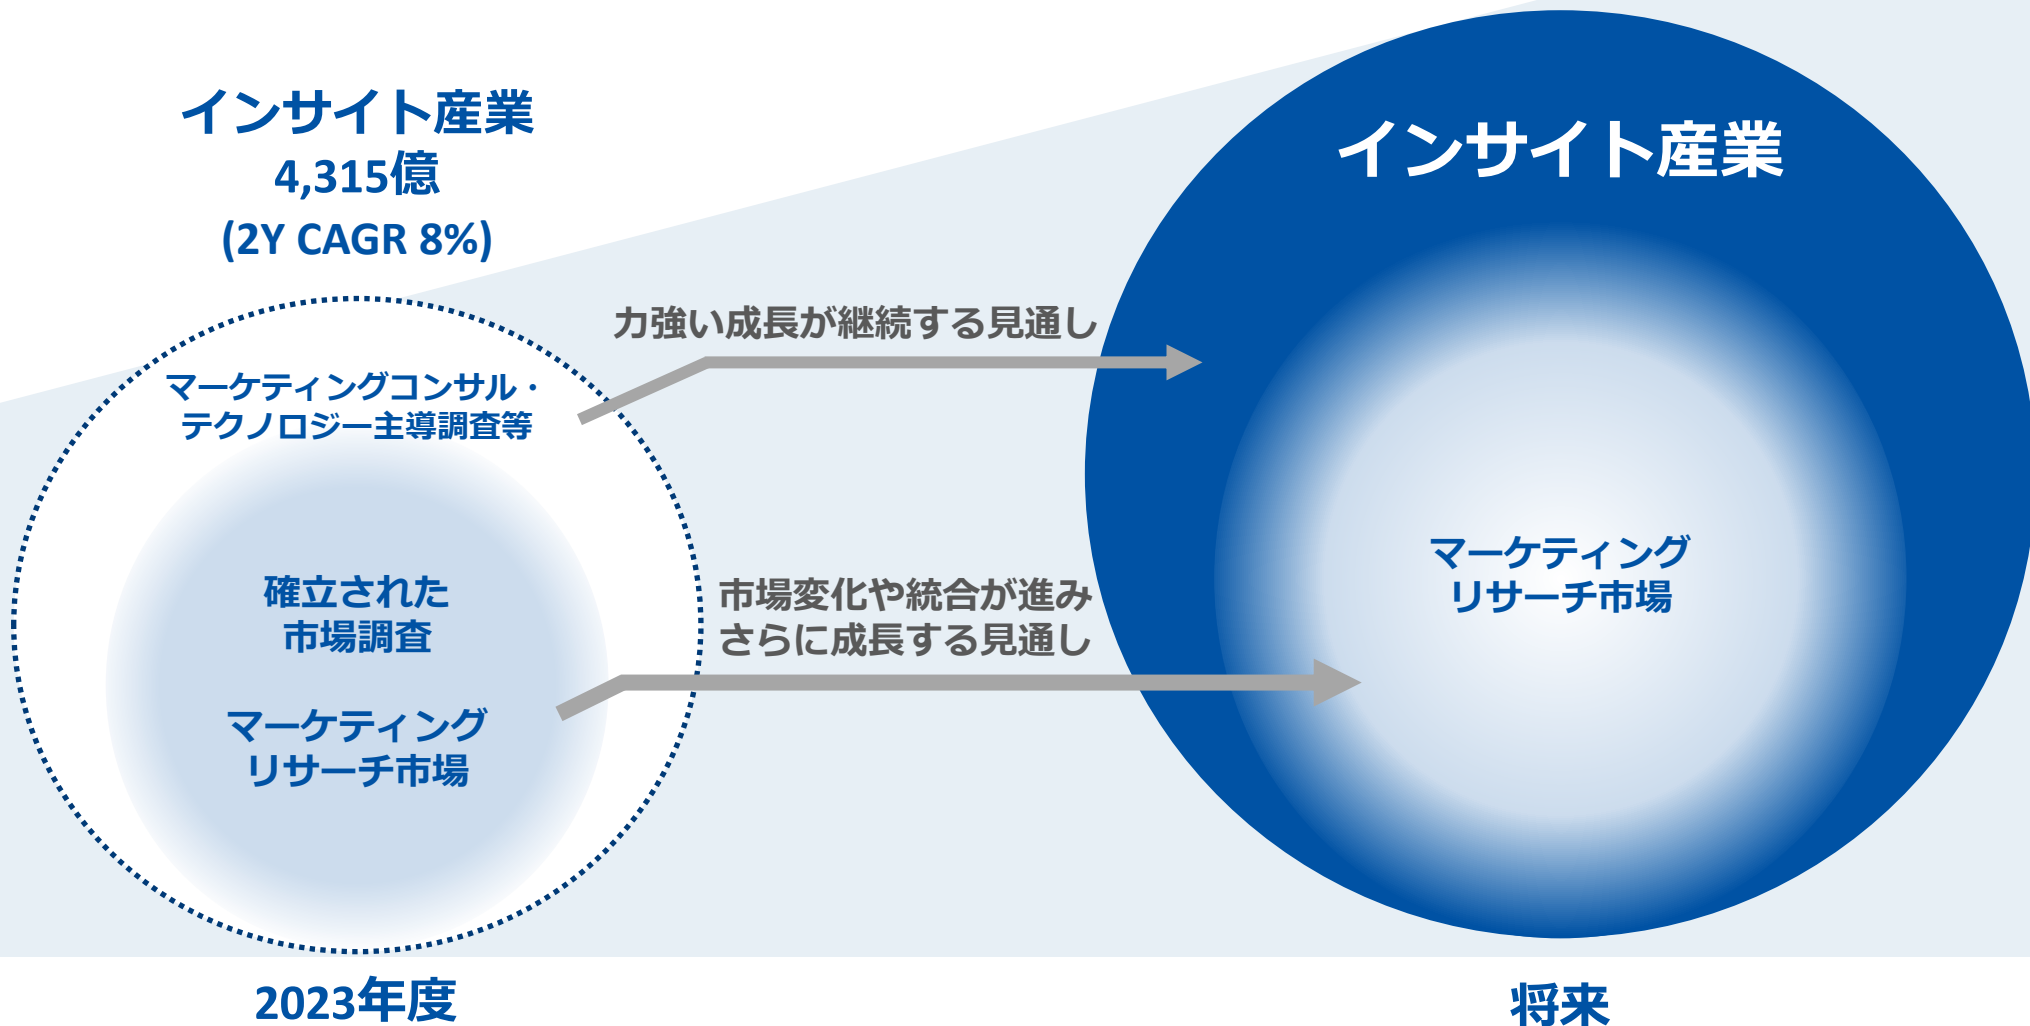 インサイト産業
4,315億
(2Y CAGR 8%)
マーケティングコンサル・
テクノロジー主導調査等
確立された
市場調査
マーケティング
リサーチ市場
2023年度
力強い成長が継続する見通し
市場変化や統合が進み
さらに成長する見通し
インサイト産業
マーケティング
リサーチ市場
将来